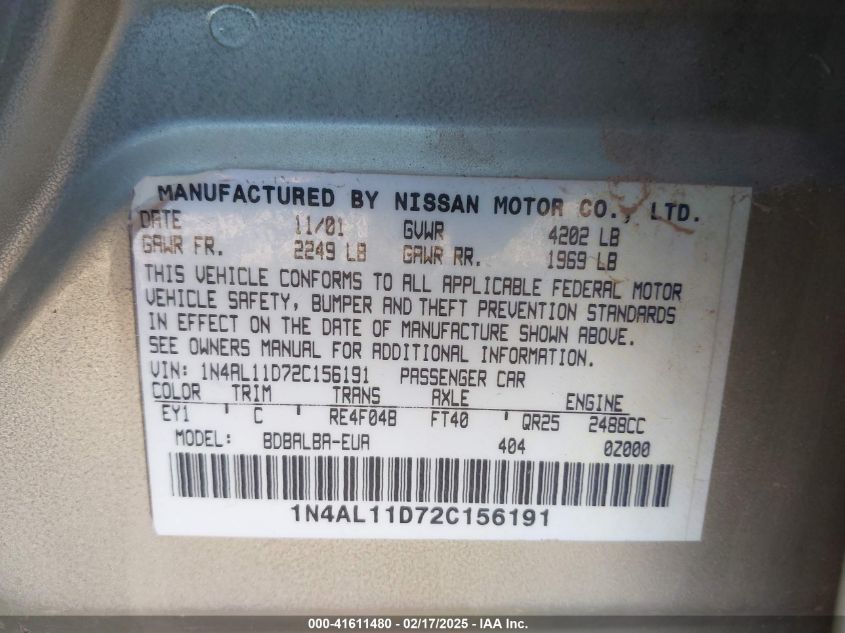 MANUFACTURED BY NISSAN MOTOR CO., LTD.
DATE 11/01 GVWR 4202 LB
GAWR FR. 2249 LB GAWR RR. 1969 LB
THIS VEHICLE CONFORMS TO ALL APPLICABLE FEDERAL MOTOR
VEHICLE SAFETY, BUMPER AND THEFT PREVENTION STANDARDS
IN EFFECT ON THE DATE OF MANUFACTURE SHOWN ABOVE.
SEE OWNERS MANUAL FOR ADDITIONAL INFORMATION.
VIN: 1N4AL11D72C156191 PASSENGER CAR
COLOR TRIM TRANS AXLE ENGINE
EY1 C RE4F04B FT40 QR25 2488CC
MODEL: BDBALBA-EUA 404 0Z000
1N4AL11D72C156191
000-41611480 - 02/17/2025 - IAA Inc.